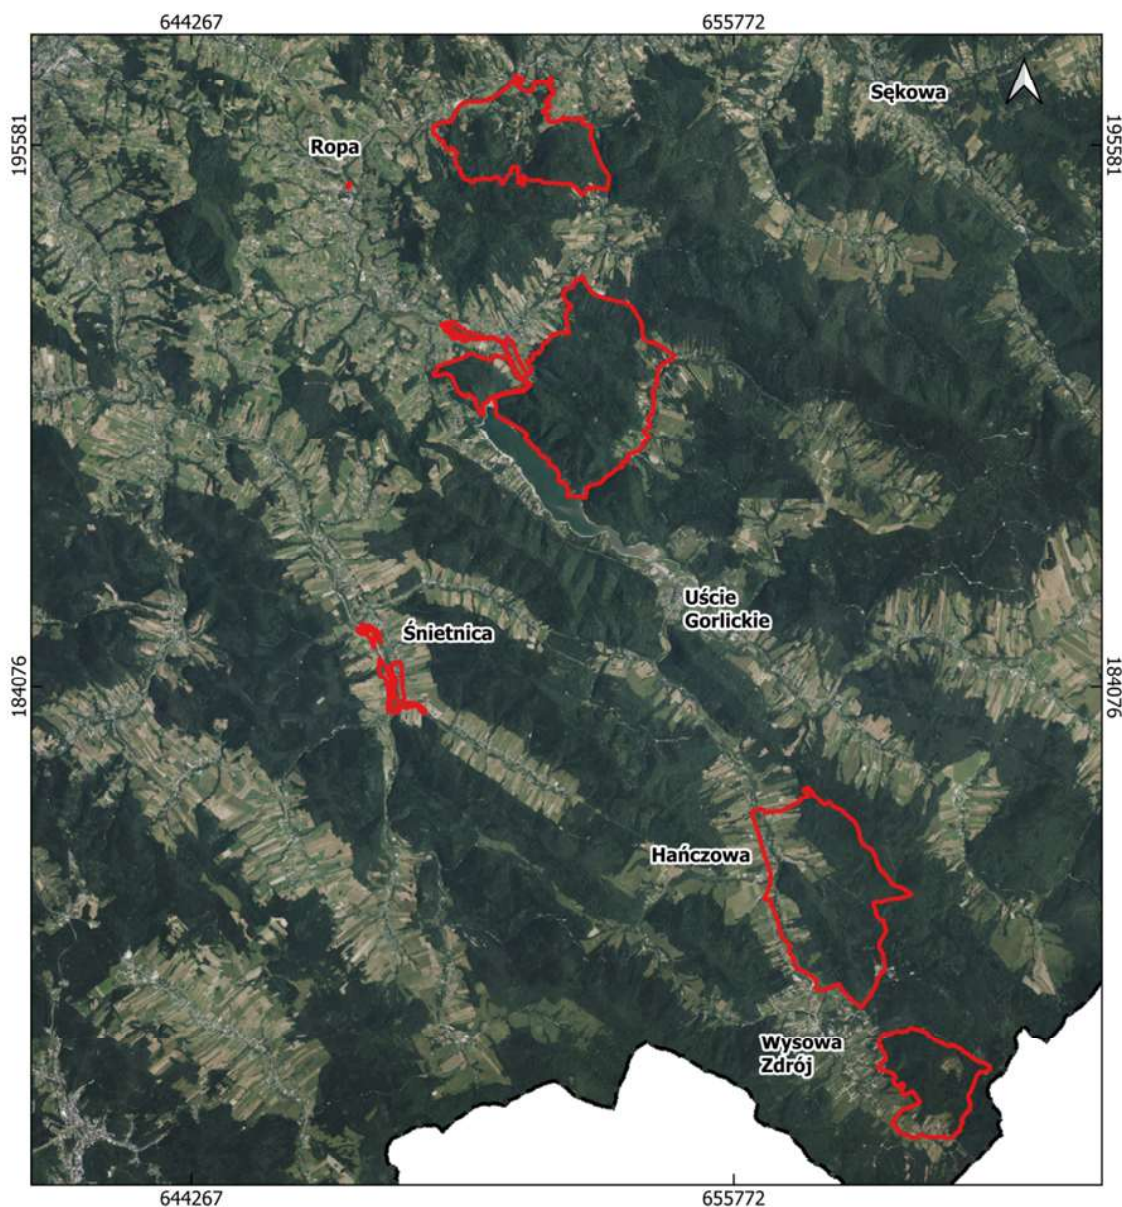 644267
655772
Sękowa
195581
Ropa
195581
Uście
Gorlickie
Śnietnica
184076
184076
Hańczowa
Wysowa
Zdrój
644267
655772